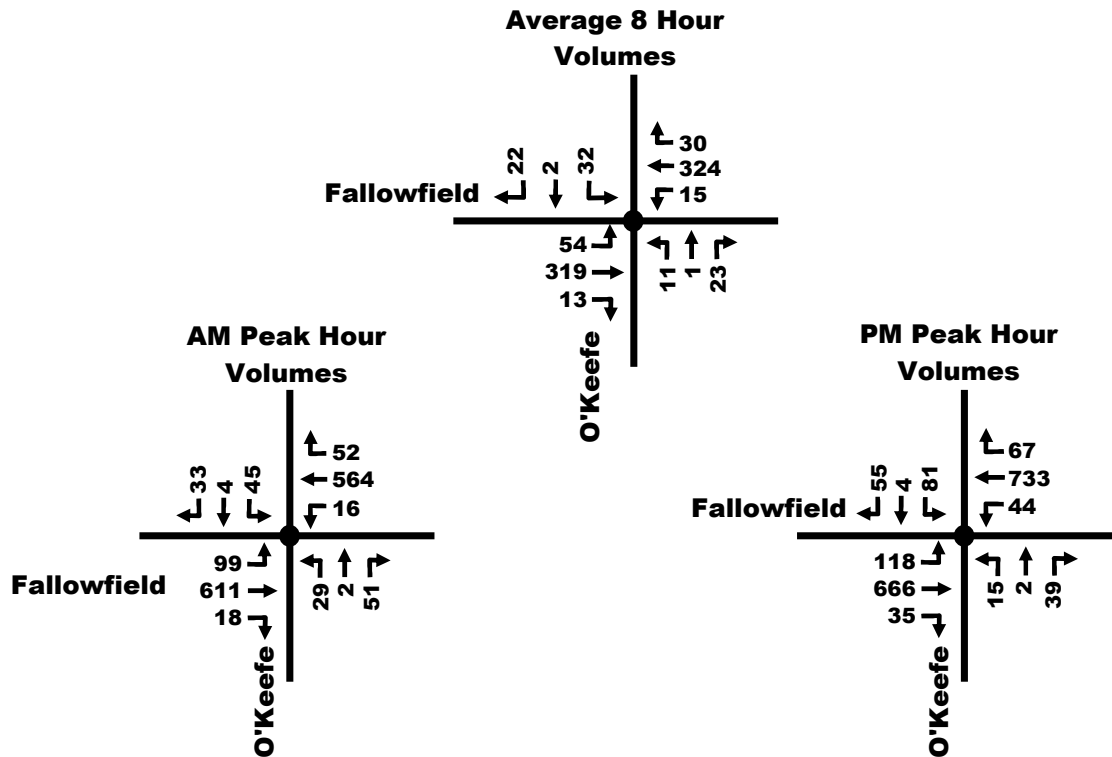 Average 8 Hour
Volumes
30
22 2 32
324
Fallowfield
15
54
319
11 1 23
13
O'Keefe
AM Peak Hour
Volumes
52
33 4 45
564
16
99
Fallowfield
611
29 2 51
18
O'Keefe
PM Peak Hour
Volumes
67
55 4 81
733
Fallowfield
44
118
666
15 2 39
35
O'Keefe